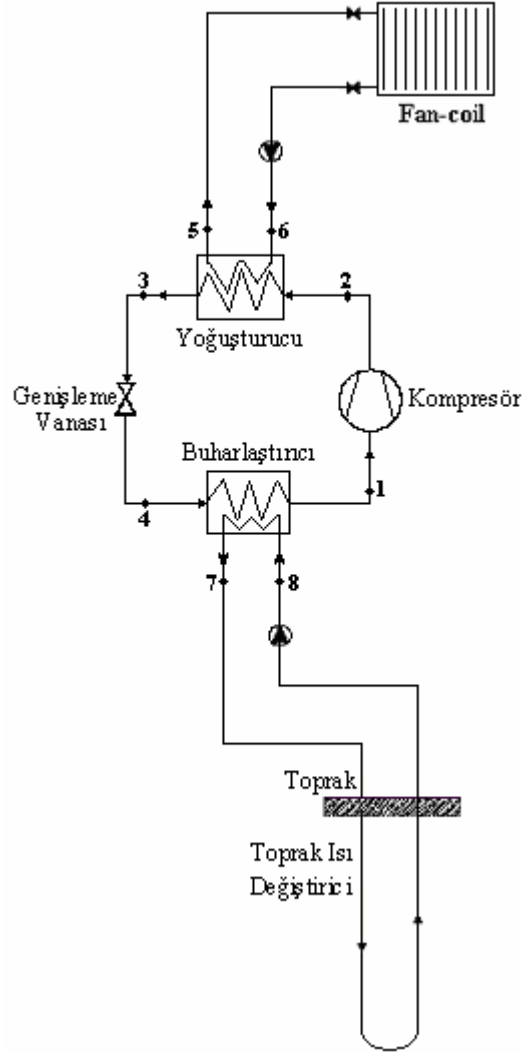 Fan-coil
5
6
3
2
Yoğuşturucu
Genişleme
Vanası
Kompresör
Buharlaştırıcı
4
1
7
8
Toprak
Toprak Isı
Değiştirici